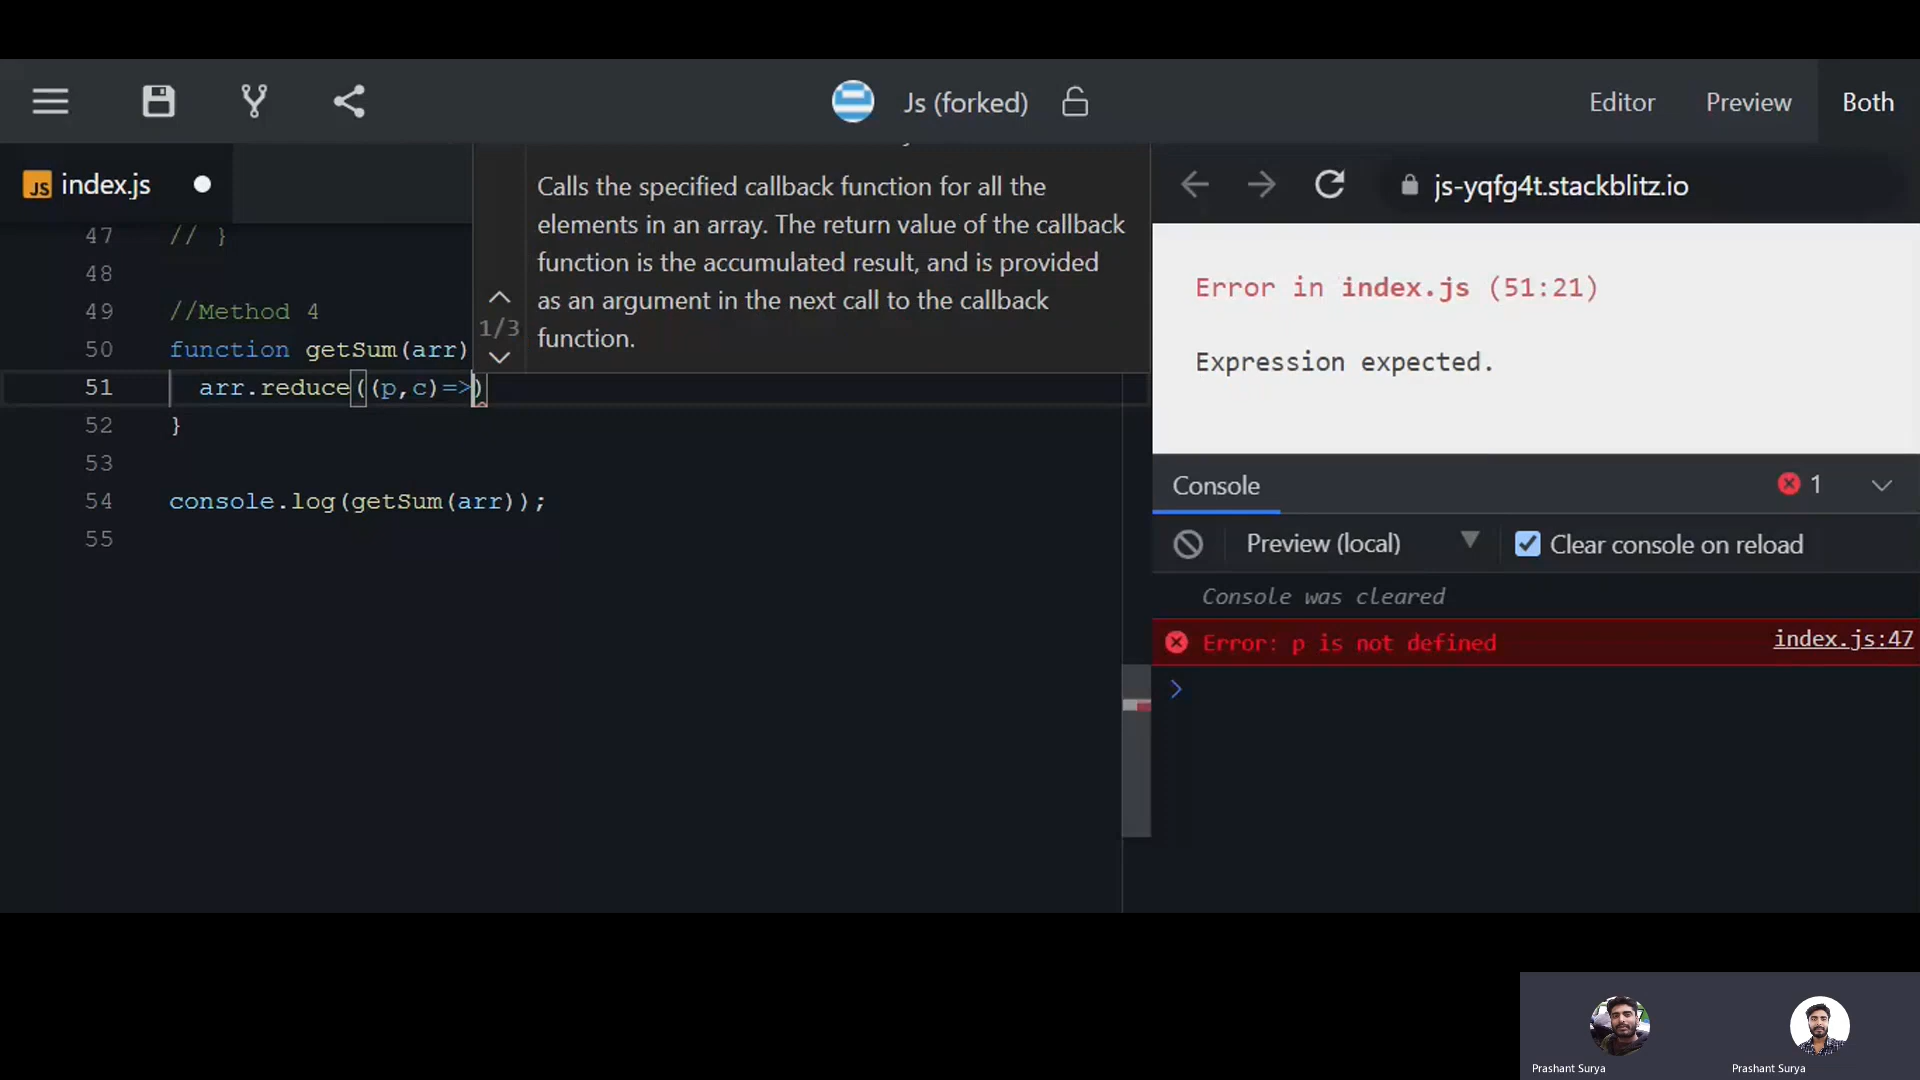 Js (forked)
Editor
Preview
Both
JS index.js
47 // }
48
49 //Method 4
50 function getSum(arr)
51 arr.reduce((p,c)=>)
52 }
53
54 console.log(getSum(arr));
55
1/3
Calls the specified callback function for all the
elements in an array. The return value of the callback
function is the accumulated result, and is provided
as an argument in the next call to the callback
function.
js-yqfg4t.stackblitz.io
Error in index.js (51:21)
Expression expected.
Console
1
Preview (local)
Clear console on reload
Console was cleared
Error: p is not defined
index.js:47
Prashant Surya
Prashant Surya